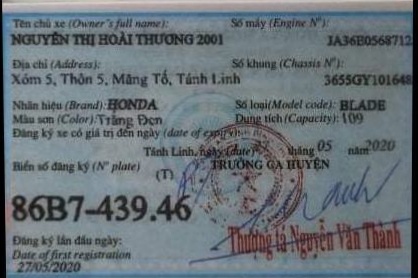 Tên chủ xe (Owner's full name): Số máy (Engine N°):
NGUYỄN THỊ HOÀI THƯƠNG 2001 JA36E0568712
Địa chỉ (Address): Số khung (Chassis N°):
Xóm 5, Thôn 5, Măng Tố, Tánh Linh 3655GY101648
Nhãn hiệu (Brand): HONDA Số loại(Model code): BLADE
Màu sơn (Color):Trắng Đen Dung tích (Capacity): 109
Đăng ký xe có giá trị đến ngày (date of expiry):
Tánh Linh, ngày (date) tháng 05 năm 2020
Biển số đăng ký (N° plate) (T) TRƯỞNG CA HUYỆN
86B7-439.46
Đăng ký lần đầu ngày:
Date of first registration
27/05/2020
Thượng tá Nguyễn Văn Thành